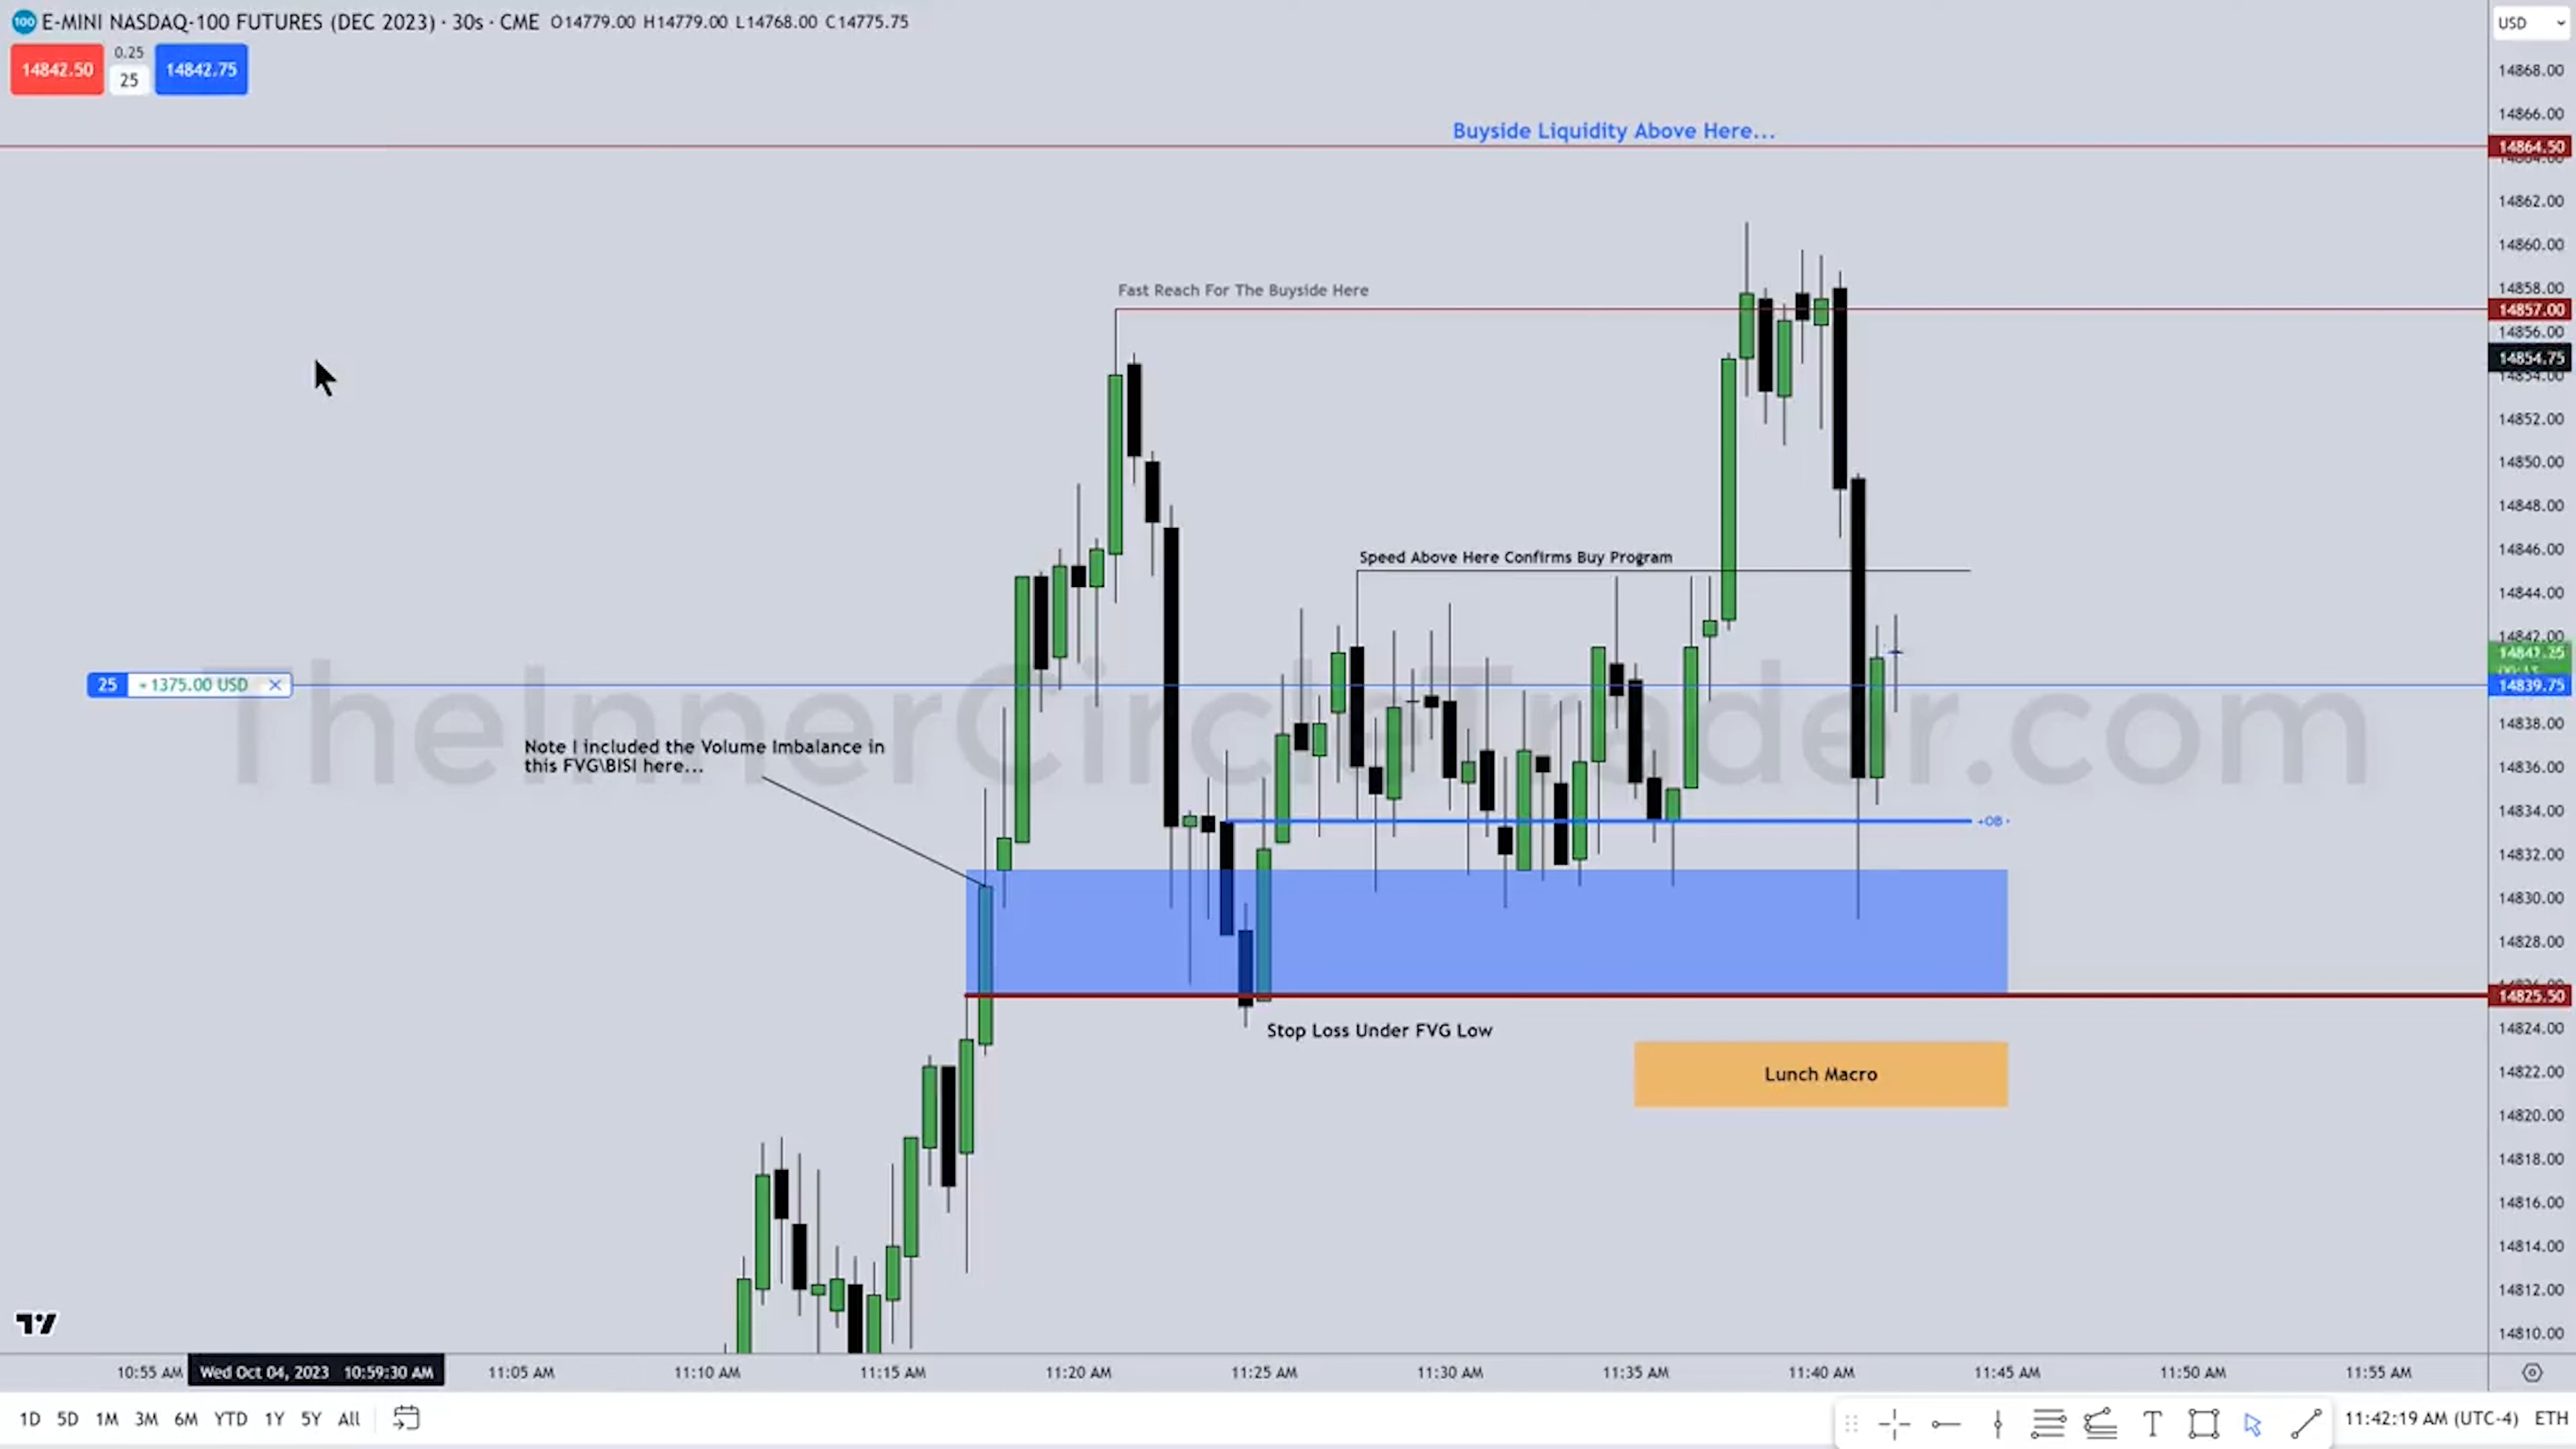 100 E-MINI NASDAQ-100 FUTURES (DEC 2023) · 30s · CME O14779.00 H14779.00 L14768.00 C14775.75
USD
14842.50
0.25
25
14842.75
14868.00
14866.00
Buyside Liquidity Above Here...
14864.50
14862.00
14860.00
Fast Reach For The Buyside Here
14858.00
14857.00
14856.00
14854.75
14854.00
14852.00
14850.00
14848.00
14846.00
Speed Above Here Confirms Buy Program
14844.00
14842.00
14841.25
25 +1375.00 USD
14839.75
TheInnerCircleTrader.com
14838.00
Note I included the Volume Imbalance in
this FVG\BISI here...
14836.00
14834.00
+OB
14832.00
14830.00
14828.00
14825.50
14824.00
Stop Loss Under FVG Low
Lunch Macro
14822.00
14820.00
14818.00
14816.00
14814.00
14812.00
14810.00
10:55 AM Wed Oct 04, 2023 10:59:30 AM 11:05 AM 11:10 AM 11:15 AM 11:20 AM 11:25 AM 11:30 AM 11:35 AM 11:40 AM 11:45 AM 11:50 AM 11:55 AM
1D 5D 1M 3M 6M YTD 1Y 5Y All
11:42:19 AM (UTC-4) ETH